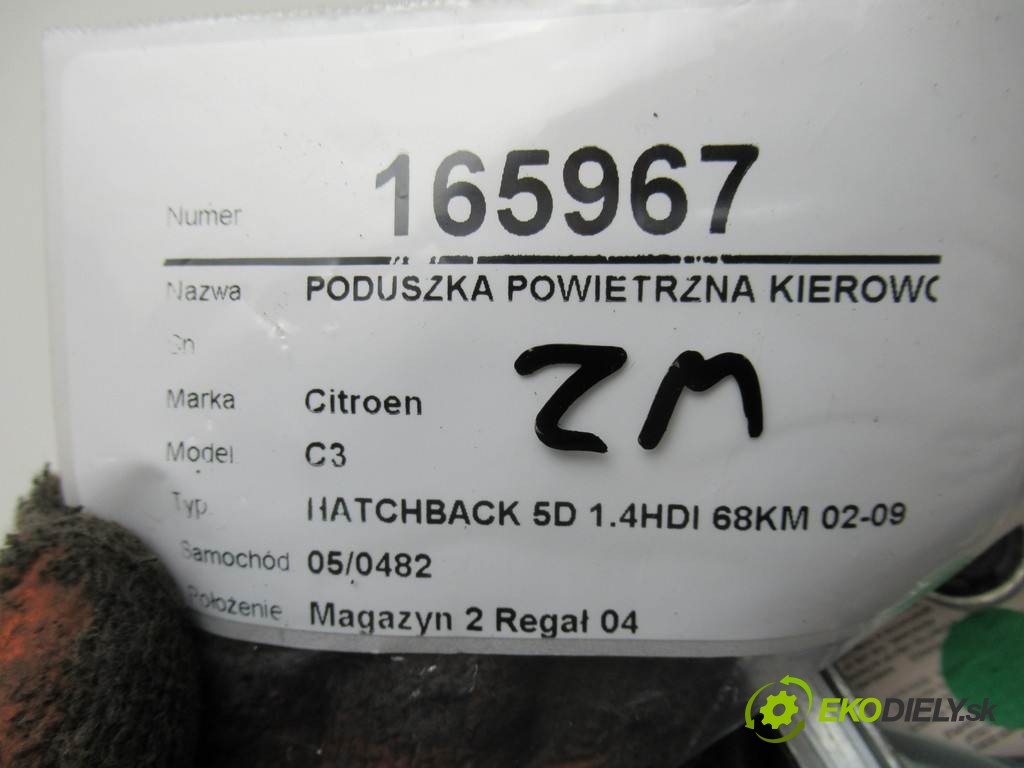 Numer 165967
Nazwa PODUSZKA POWIETRZNA KIEROWC
Sn
ZM
Marka Citroen
Model C3
Typ HATCHBACK 5D 1.4HDI 68KM 02-09
Samochód 05/0482
Położenie Magazyn 2 Regał 04
EKODIELY.sk